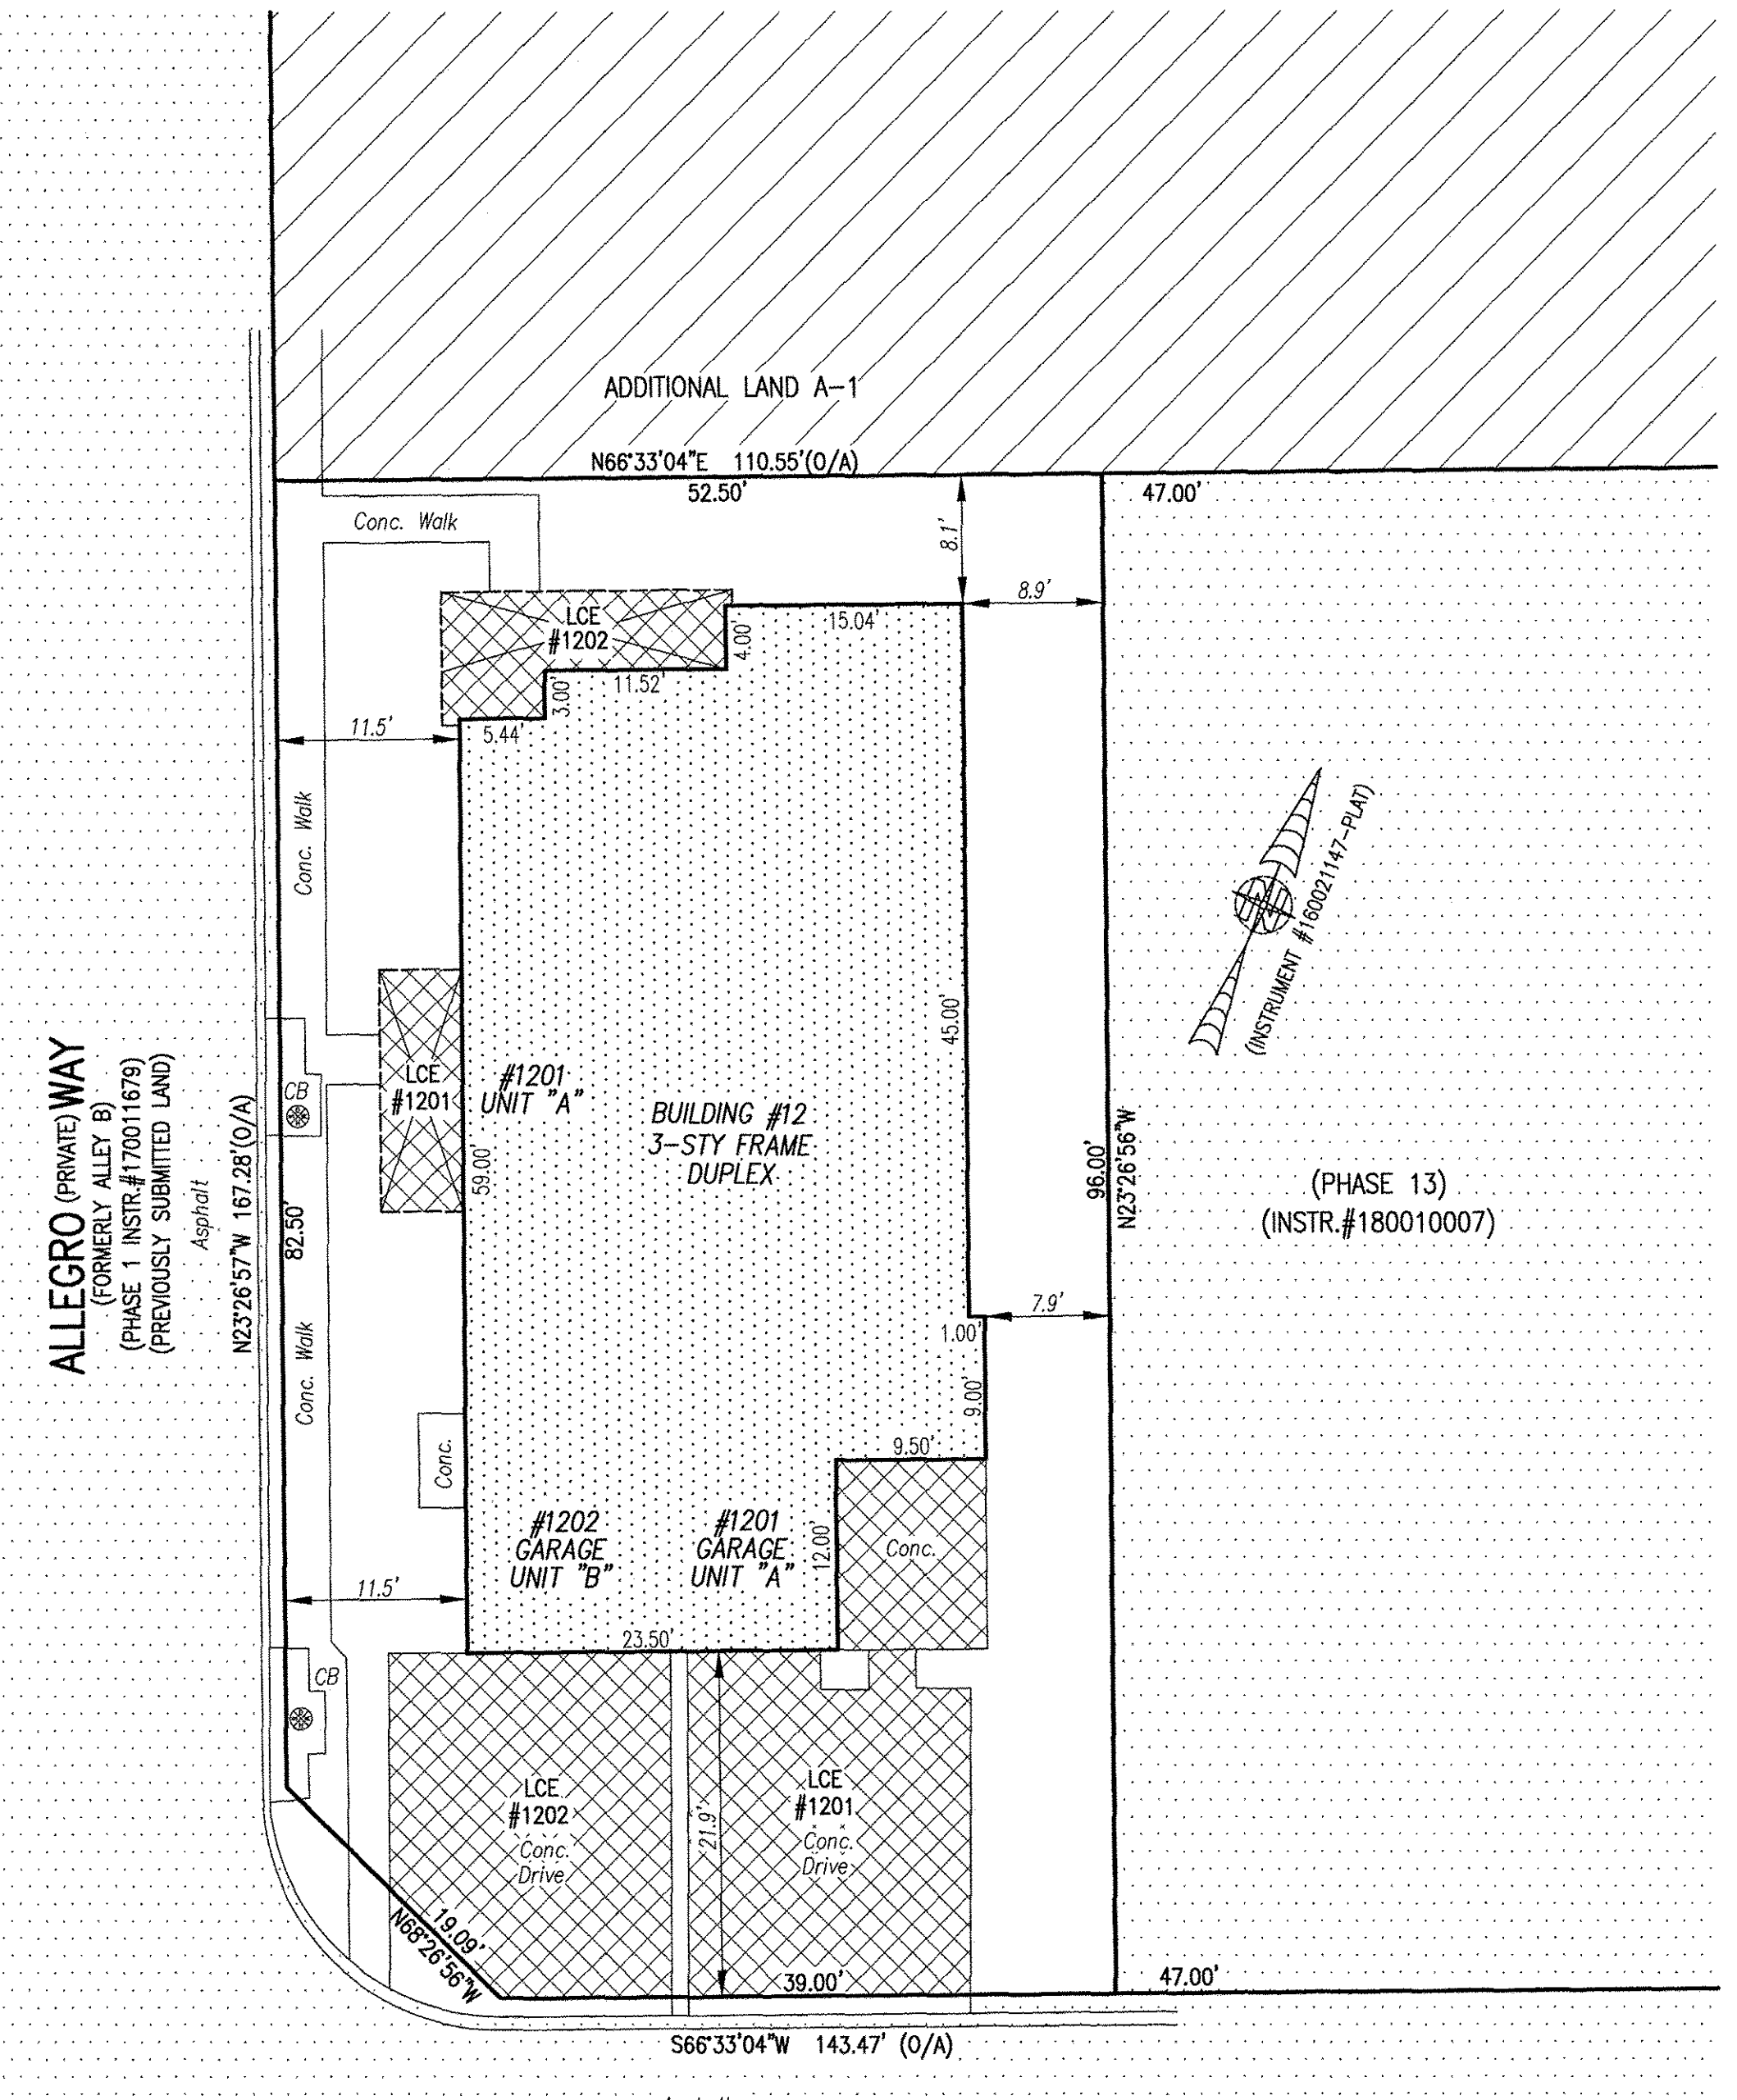 ADDITIONAL LAND A-1
N66°33'04"E 110.55'(O/A)
52.50'
47.00'
Conc. Walk
8.1'
8.9'
LCE
#1202
15.04'
4.00'
11.52'
3.00'
5.44'
11.5'
Conc. Walk
(INSTRUMENT #160021147-PLAT)
45.00'
LCE
#1201
#1201
UNIT "A"
CB
BUILDING #12
3-STY FRAME
DUPLEX
59.00'
ALLEGRO (PRIVATE) WAY
(FORMERLY ALLEY B)
(PHASE 1 INSTR.#170011679)
(PREVIOUSLY SUBMITTED LAND)
Asphalt
N23°26'57"W 167.28'(O/A)
82.50'
96.00'
N23°26'56"W
(PHASE 13)
(INSTR.#180010007)
7.9'
1.00'
Conc. Walk
9.00'
9.50'
Conc.
#1202
GARAGE
UNIT "B"
#1201
GARAGE
UNIT "A"
12.00'
Conc.
11.5'
23.50'
CB
LCE
#1202
Conc.
Drive
21.9'
LCE
#1201
Conc.
Drive
19.09'
N68°26'56"W
39.00'
47.00'
S66°33'04"W 143.47' (O/A)